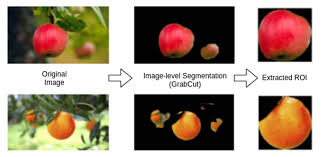 Original
Image
Image-level Segmentation
(GrabCut)
Extracted ROI